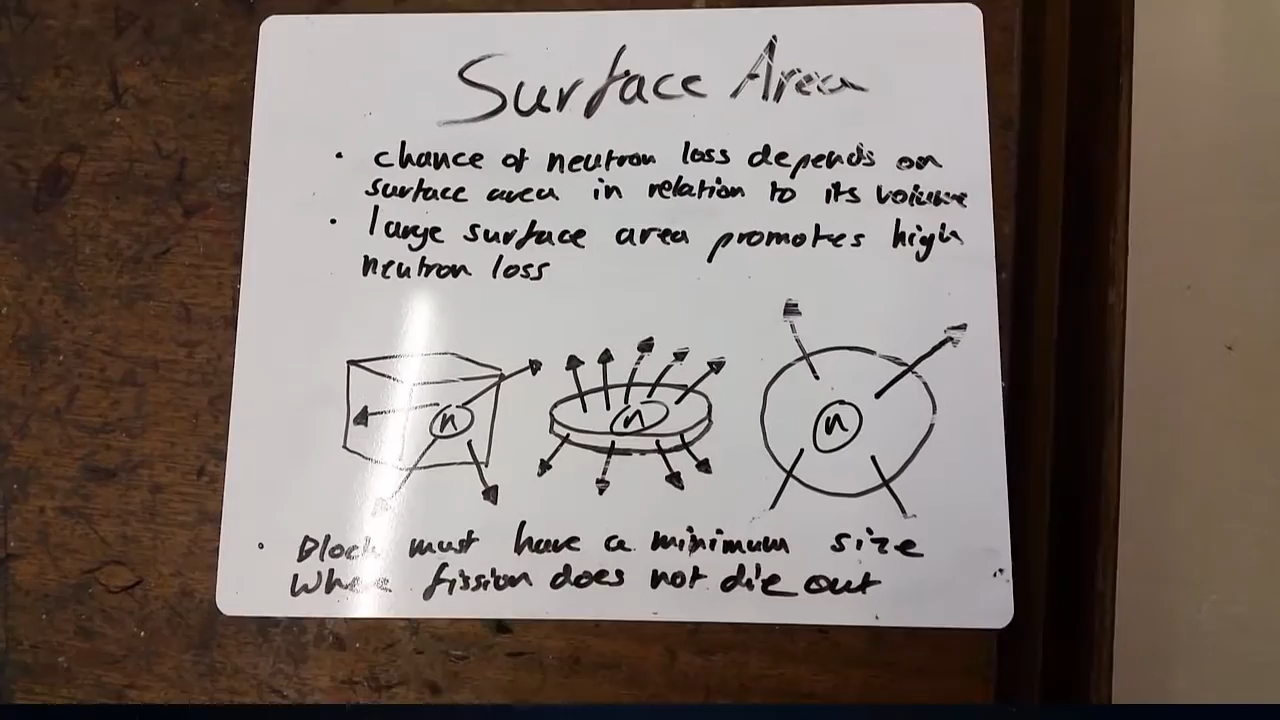 Surface Area
• chance of neutron loss depends on
surface area in relation to its volume
• large surface area promotes high
neutron loss
n
n
n
• Block must have a minimum size
Where fission does not die out